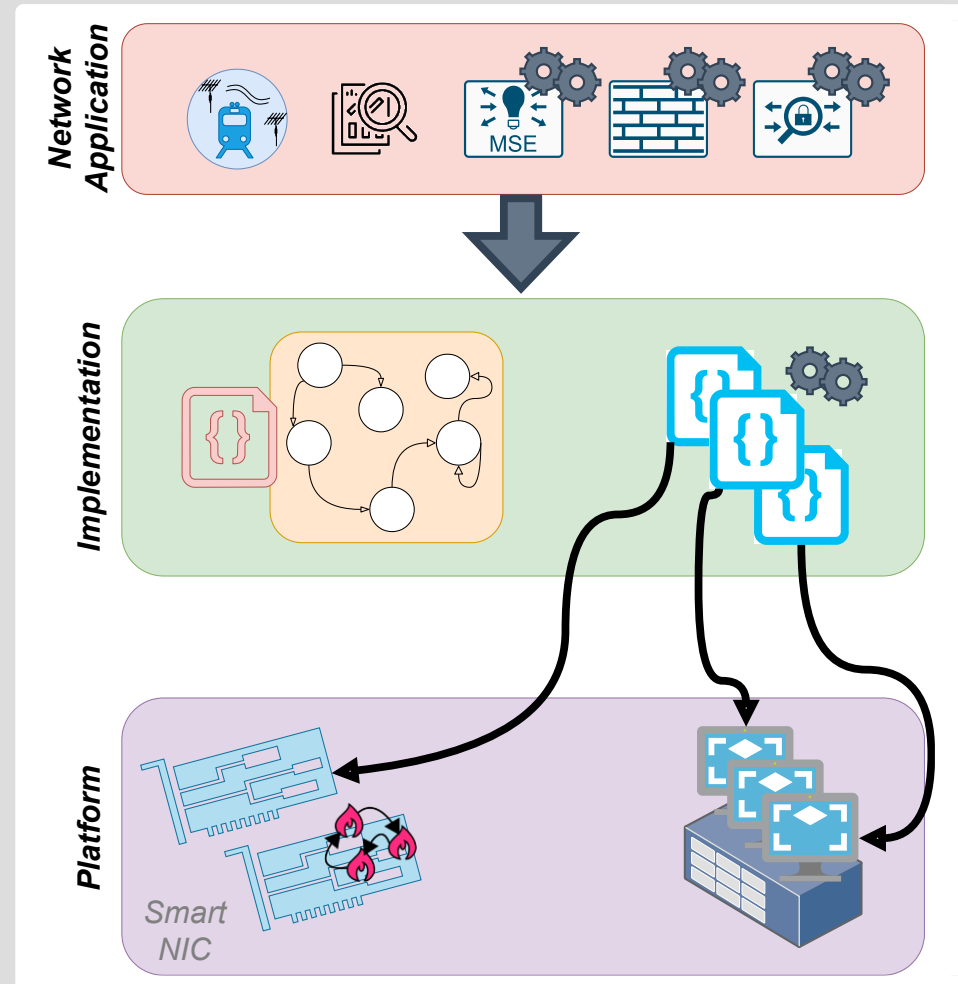 Network
Application
MSE
Implementation
{}
{}
{}
{}
Platform
Smart
NIC